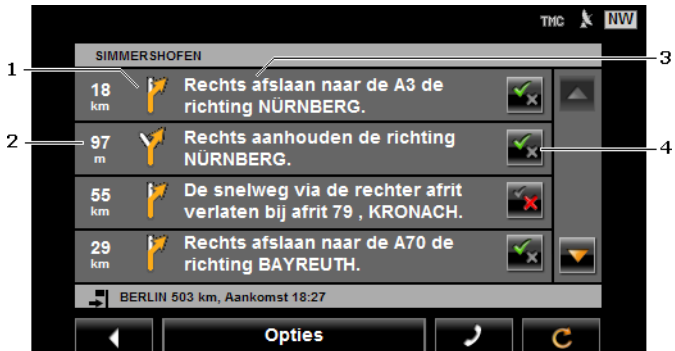 TMC NW
SIMMERSHOFEN
1
3
18 km
Rechts afslaan naar de A3 de
richting NÜRNBERG.
2
97 m
Rechts aanhouden de richting
NÜRNBERG.
4
55 km
De snelweg via de rechter afrit
verlaten bij afrit 79 , KRONACH.
29 km
Rechts afslaan naar de A70 de
richting BAYREUTH.
BERLIN 503 km, Aankomst 18:27
Opties